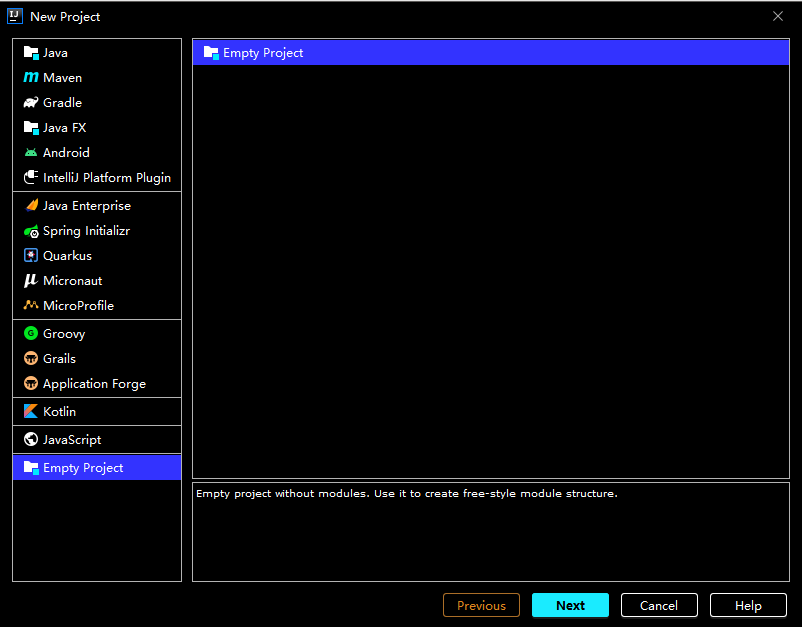 New Project
Java
Maven
Gradle
Java FX
Android
IntelliJ Platform Plugin
Java Enterprise
Spring Initializr
Quarkus
Micronaut
MicroProfile
Groovy
Grails
Application Forge
Kotlin
JavaScript
Empty Project
Empty Project
Empty project without modules. Use it to create free-style module structure.
Previous
Next
Cancel
Help